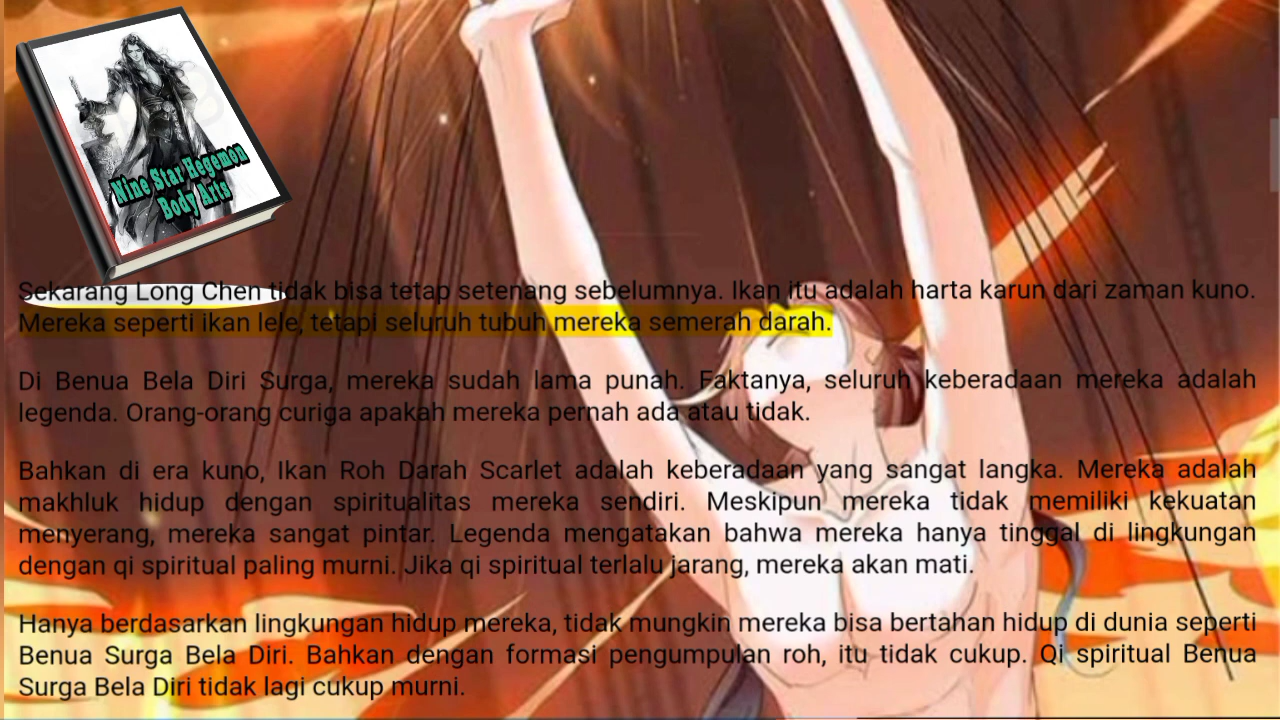 Nine Star Hegemon
Body Arts
Sekarang Long Chen tidak bisa tetap setenang sebelumnya. Ikan itu adalah harta karun dari zaman kuno.
Mereka seperti ikan lele, tetapi seluruh tubuh mereka semerah darah.
Di Benua Bela Diri Surga, mereka sudah lama punah. Faktanya, seluruh keberadaan mereka adalah
legenda. Orang-orang curiga apakah mereka pernah ada atau tidak.
Bahkan di era kuno, Ikan Roh Darah Scarlet adalah keberadaan yang sangat langka. Mereka adalah
makhluk hidup dengan spiritualitas mereka sendiri. Meskipun mereka tidak memiliki kekuatan
menyerang, mereka sangat pintar. Legenda mengatakan bahwa mereka hanya tinggal di lingkungan
dengan qi spiritual paling murni. Jika qi spiritual terlalu jarang, mereka akan mati.
Hanya berdasarkan lingkungan hidup mereka, tidak mungkin mereka bisa bertahan hidup di dunia seperti
Benua Surga Bela Diri. Bahkan dengan formasi pengumpulan roh, itu tidak cukup. Qi spiritual Benua
Surga Bela Diri tidak lagi cukup murni.